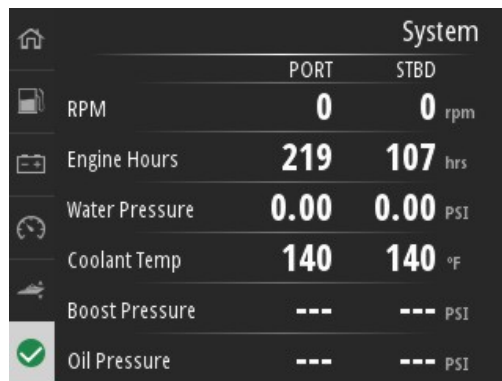 System
PORT STBD
RPM 0 0 rpm
Engine Hours 219 107 hrs
Water Pressure 0.00 0.00 PSI
Coolant Temp 140 140 °F
Boost Pressure --- --- PSI
Oil Pressure --- --- PSI